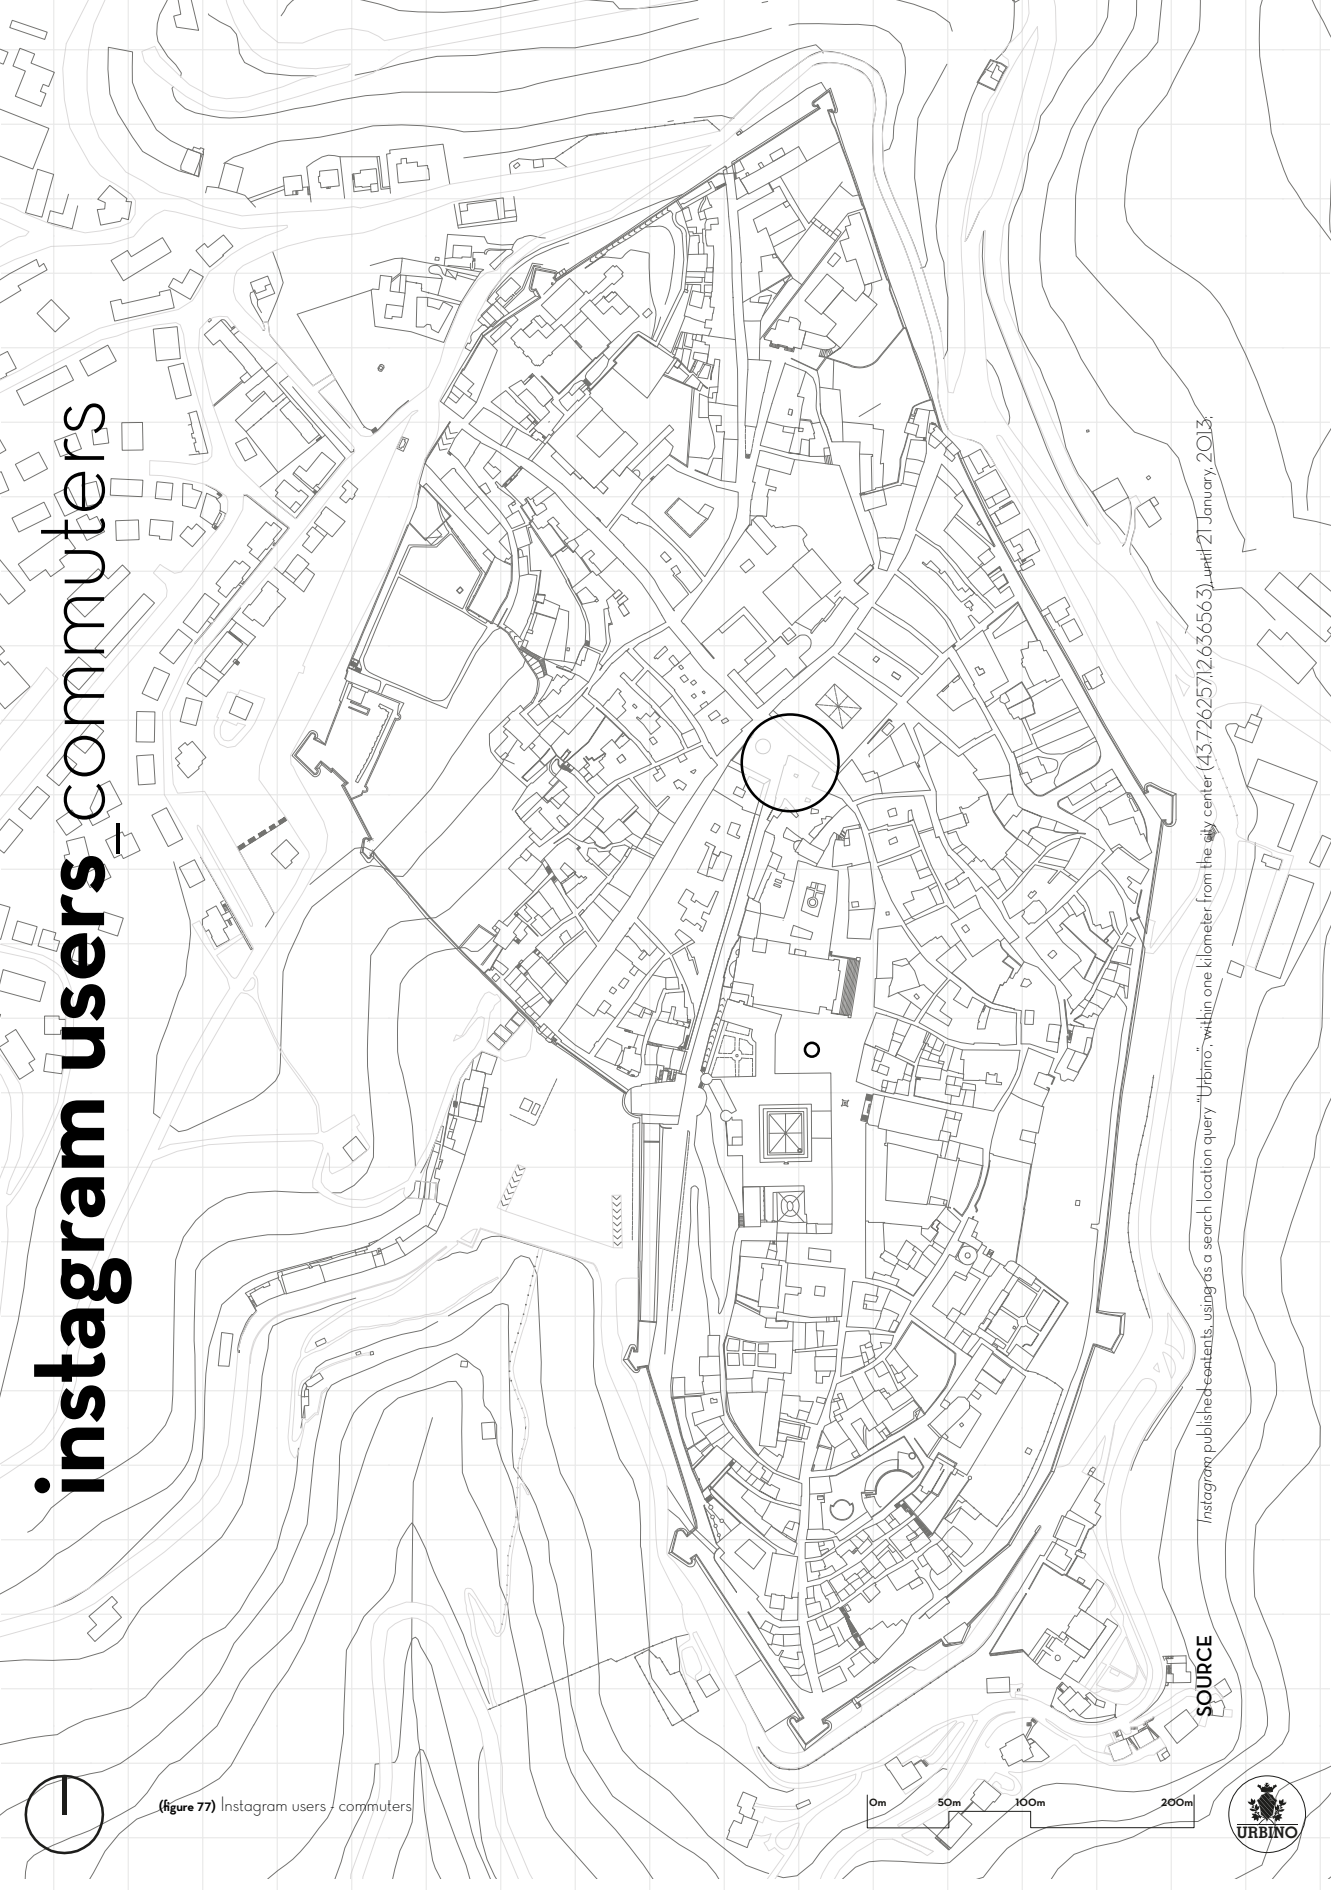 instagram users_commuters
Instagram published contents, using as a search location query "Urbino", within one kilometer from the city center (43.7262571,12.636563), until 21 January, 2013;
SOURCE
(figure 77) Instagram users - commuters
0m 50m 100m 200m
URBINO